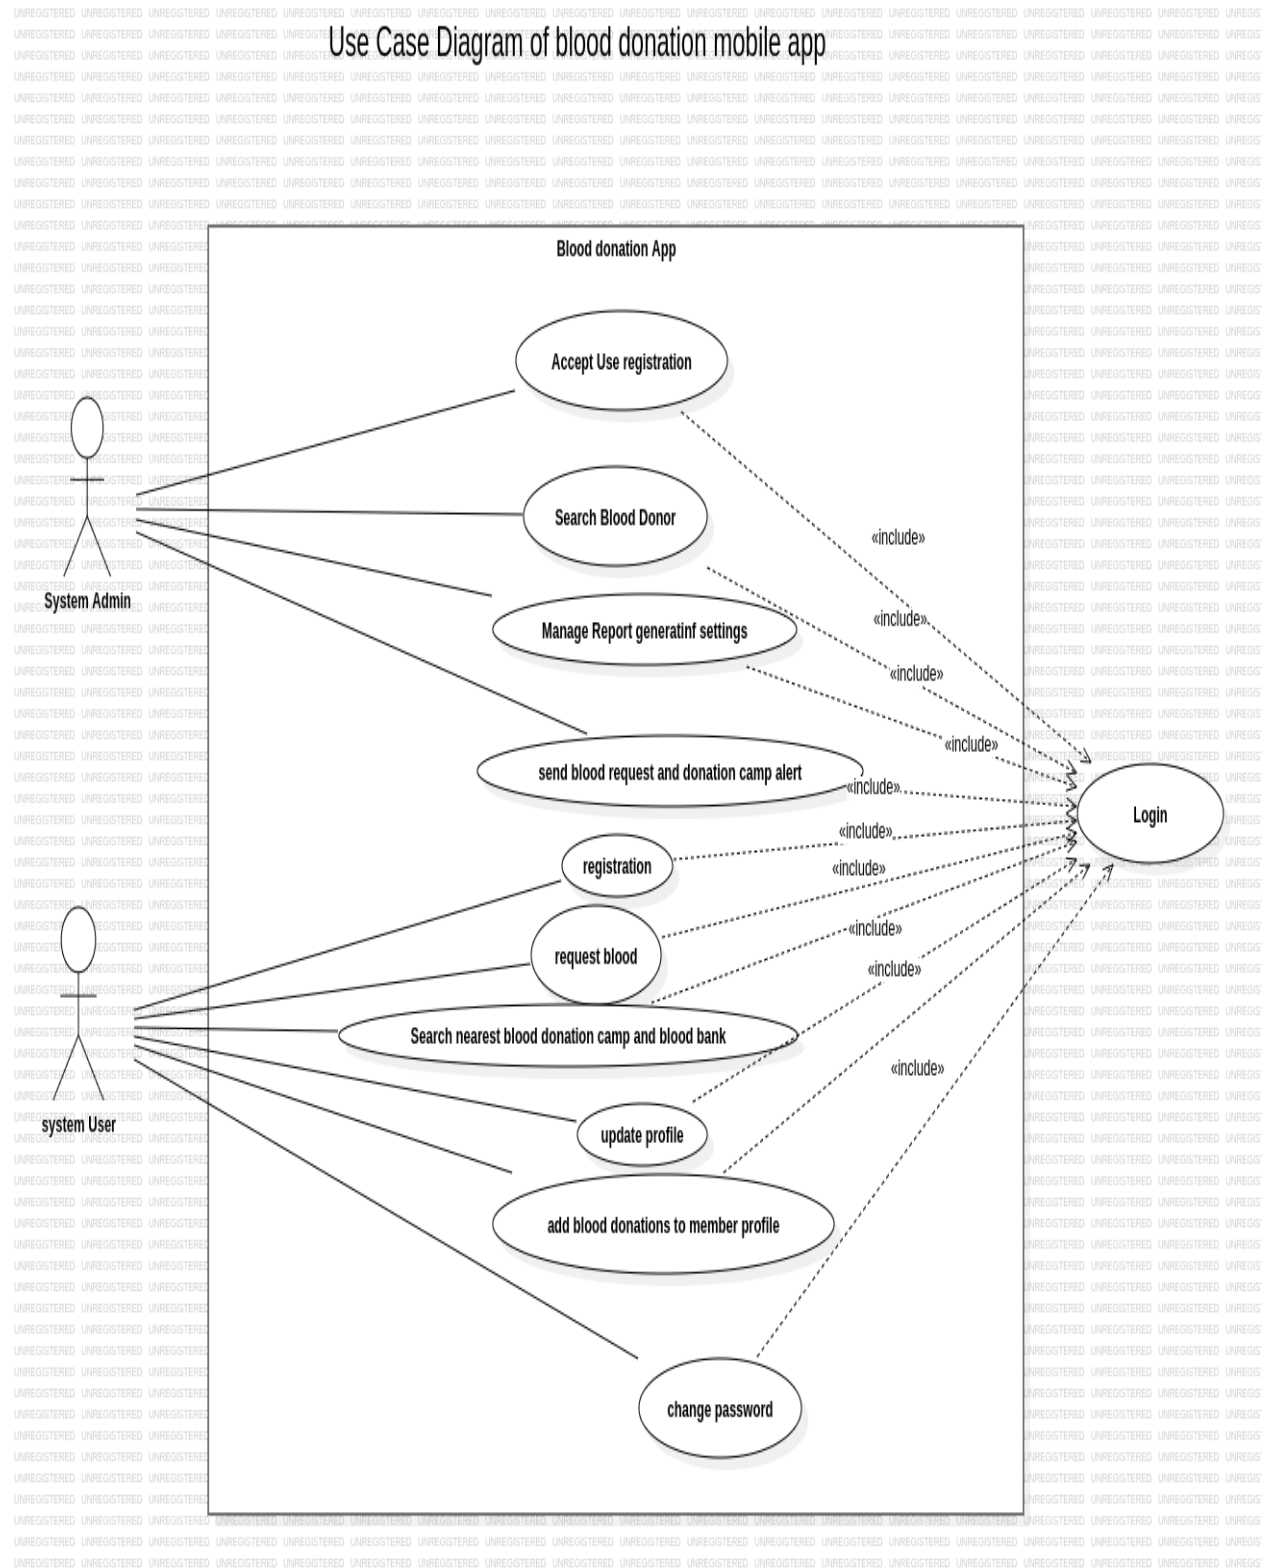 Use Case Diagram of blood donation mobile app
Blood donation App
Accept Use registration
Search Blood Donor
«include»
System Admin
«include»
Manage Report generatinf settings
«include»
«include»
send blood request and donation camp alert
«include»
Login
«include»
registration
«include»
«include»
request blood
«include»
Search nearest blood donation camp and blood bank
«include»
system User
update profile
add blood donations to member profile
change password
UNREGISTERED